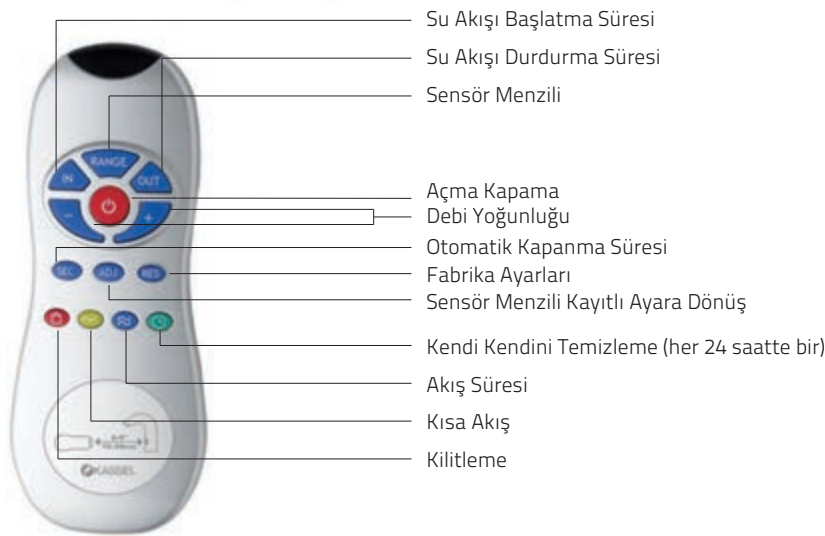 Su Akışı Başlatma Süresi
Su Akışı Durdurma Süresi
Sensör Menzili
RANGE
IN
OUT
Açma Kapama
- +
Debi Yoğunluğu
Otomatik Kapanma Süresi
SEC ADJ RES
Fabrika Ayarları
Sensör Menzili Kayıtlı Ayara Dönüş
Kendi Kendini Temizleme (her 24 saatte bir)
Akış Süresi
Kısa Akış
Kilitleme